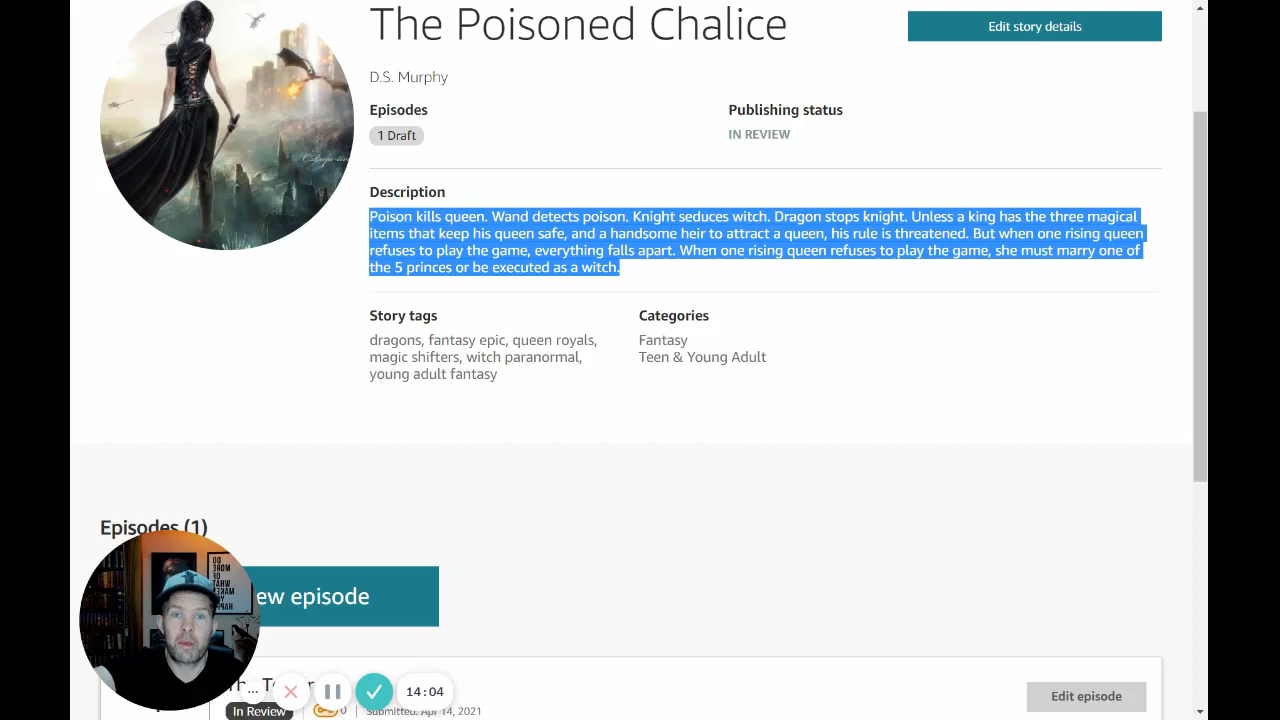 The Poisoned Chalice
Edit story details
D.S. Murphy
Episodes
Publishing status
1 Draft
IN REVIEW
Description
Poison kills queen. Wand detects poison. Knight seduces witch. Dragon stops knight. Unless a king has the three magical
items that keep his queen safe, and a handsome heir to attract a queen, his rule is threatened. But when one rising queen
refuses to play the game, everything falls apart. When one rising queen refuses to play the game, she must marry one of
the 5 princes or be executed as a witch.
Story tags
Categories
dragons, fantasy epic, queen royals,
magic shifters, witch paranormal,
young adult fantasy
Fantasy
Teen & Young Adult
Episodes (1)
ew episode
DO
MORE
OF
WHAT
14:04
Edit episode
In Review
0
Submitted: Apr 14, 2021